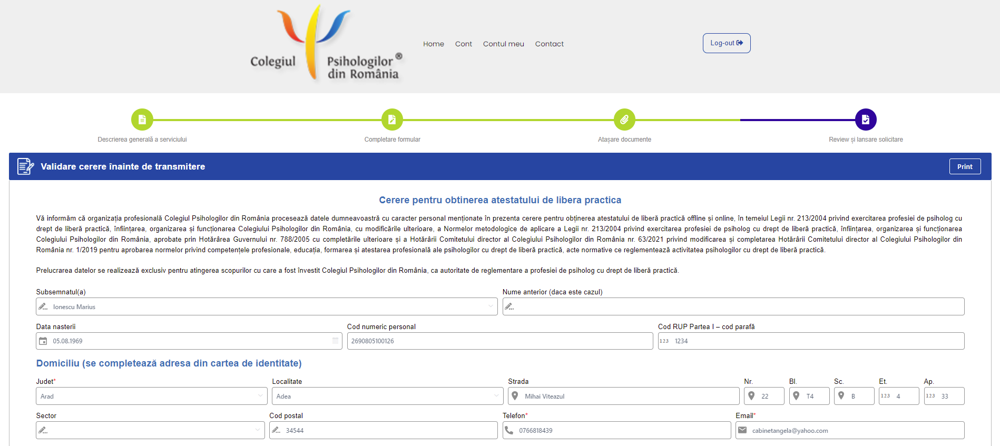 Colegiul Psihologilor din România ®
Home Cont Contul meu Contact
Log-out
Descrierea generală a serviciului
Completare formular
Atașare documente
Review și lansare solicitare
Validare cerere înainte de transmitere
Print
Cerere pentru obtinerea atestatului de libera practica
Vă informăm că organizația profesională Colegiul Psihologilor din România procesează datele dumneavoastră cu caracter personal menționate în prezenta cerere pentru obținerea atestatului de liberă practică offline și online, în temeiul Legii nr. 213/2004 privind exercitarea profesiei de psiholog cu
drept de liberă practică, înființarea, organizarea și funcționarea Colegiului Psihologilor din România, cu modificările ulterioare, a Normelor metodologice de aplicare a Legii nr. 213/2004 privind exercitarea profesiei de psiholog cu drept de liberă practică, înființarea, organizarea și funcționarea
Colegiului Psihologilor din România, aprobate prin Hotărârea Guvernului nr. 788/2005 cu completările ulterioare și a Hotărârii Comitetului director al Colegiului Psihologilor din România nr. 63/2021 privind modificarea și completarea Hotărârii Comitetului director al Colegiului Psihologilor din
România nr. 1/2019 pentru aprobarea normelor privind competențele profesionale, educația, formarea și atestarea profesională ale psihologilor cu drept de liberă practică, acte normative ce reglementează activitatea psihologilor cu drept de liberă practică.
Prelucrarea datelor se realizează exclusiv pentru atingerea scopurilor cu care a fost învestit Colegiul Psihologilor din România, ca autoritate de reglementare a profesiei de psiholog cu drept de liberă practică.
Subsemnatul(a) Nume anterior (daca este cazul)
Ionescu Marius
Data nasterii Cod numeric personal Cod RUP Partea I – cod parafă
05.08.1969 2690805100126 123 1234
Domiciliu (se completează adresa din cartea de identitate)
Judet* Localitate Strada Nr. Bl. Sc. Et. Ap.
Arad Adea Mihai Viteazul 22 T4 B 123 4 123 33
Sector Cod postal Telefon* Email*
34544 0766818439 cabinetangela@yahoo.com